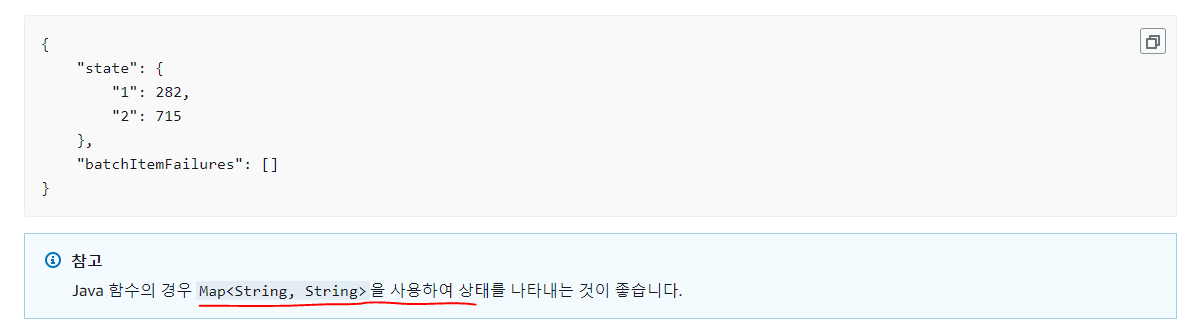 {
    "state": {
        "1": 282,
        "2": 715
    },
    "batchItemFailures": []
}
참고
Java 함수의 경우 Map<String, String>을 사용하여 상태를 나타내는 것이 좋습니다.